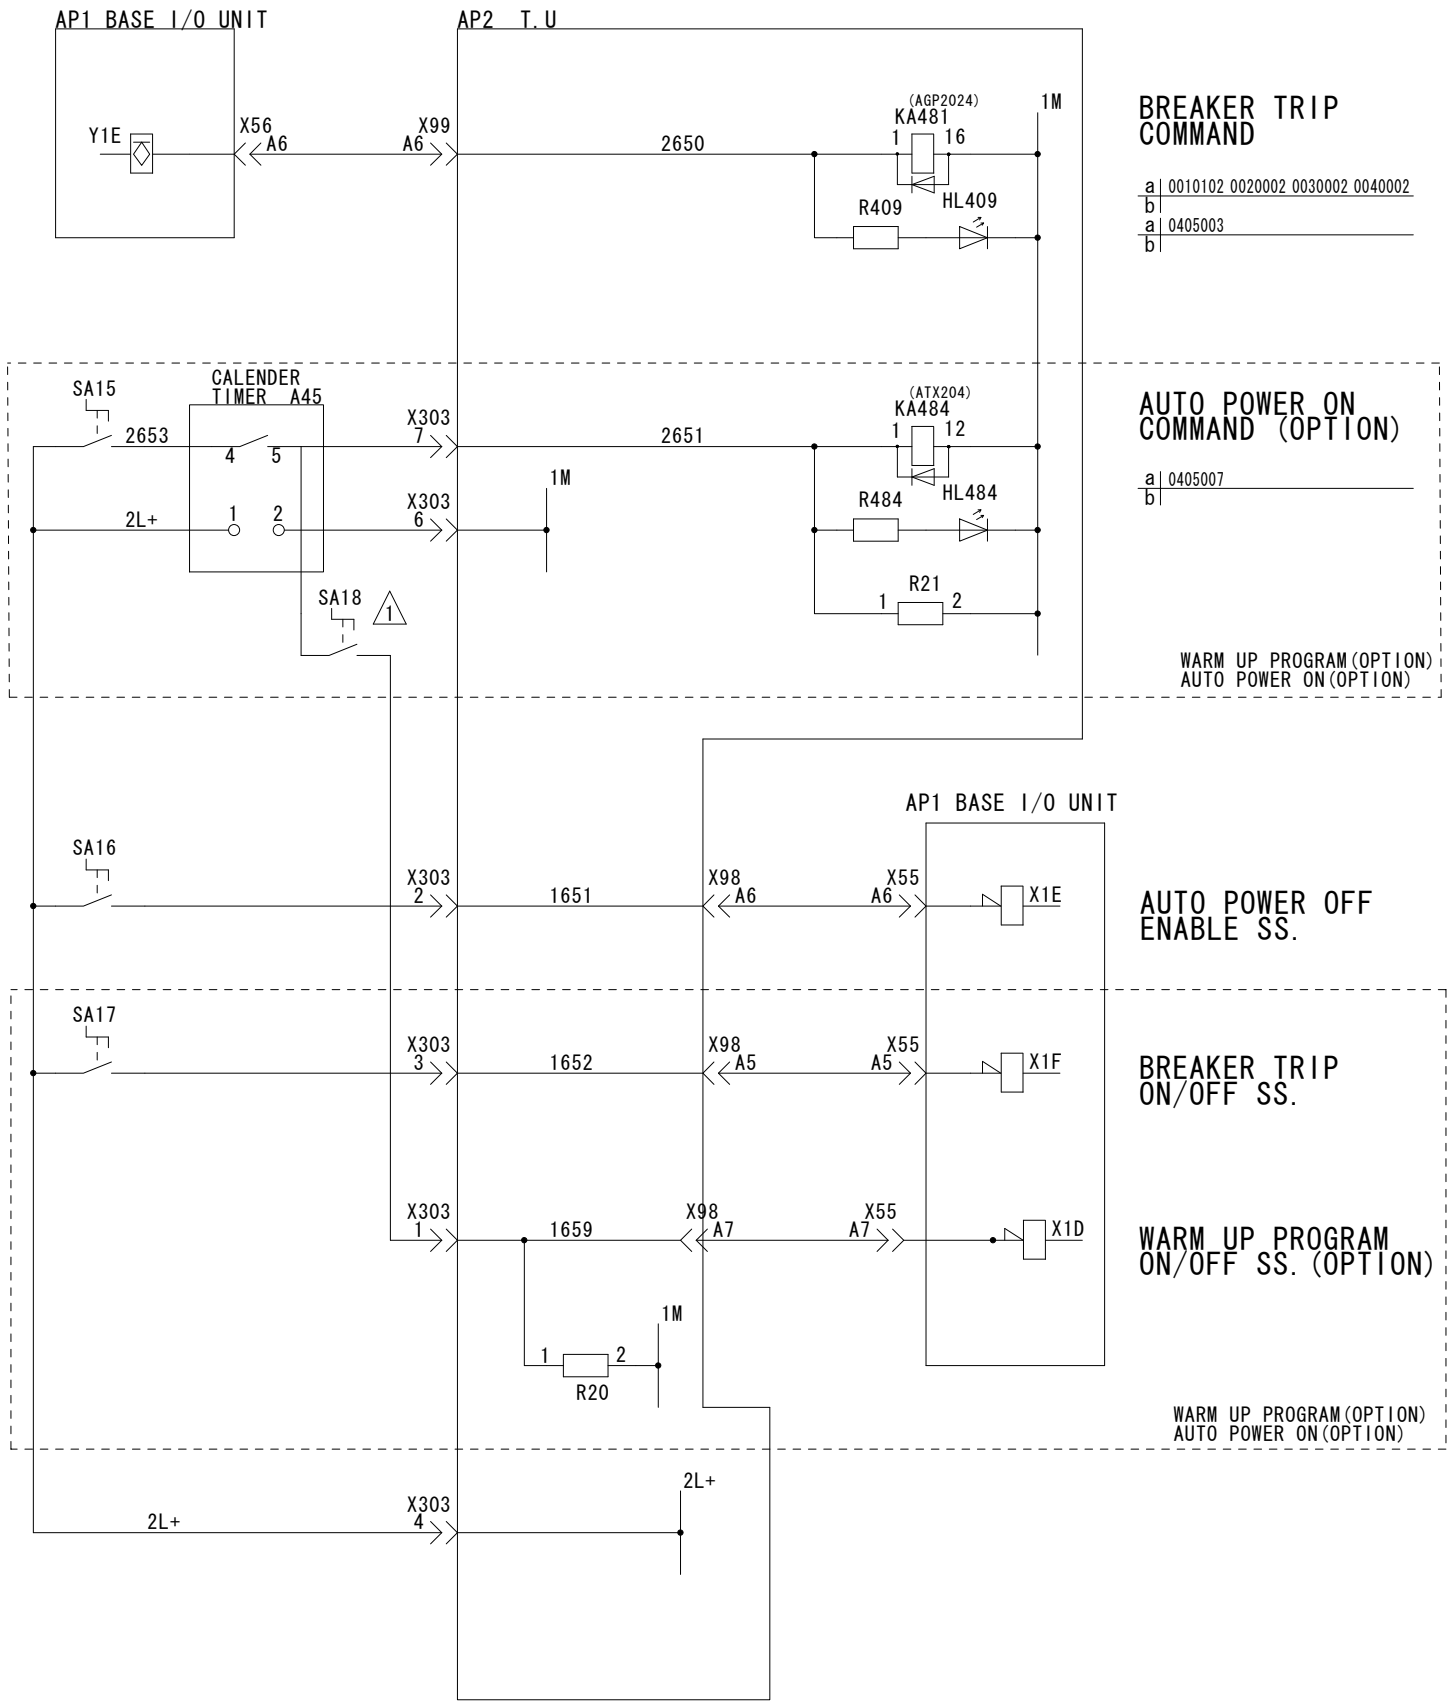 AP1 BASE I/O UNIT
AP2 T.U
Y1E
X56
A6
X99
A6
2650
(AGP2024)
KA481
1 16
1M
R409
HL409
BREAKER TRIP
COMMAND
a 0010102 0020002 0030002 0040002
b
a 0405003
b
SA15
2653
CALENDER
TIMER A45
4 5
X303
7
2651
(ATX204)
KA484
1 12
AUTO POWER ON
COMMAND (OPTION)
a 0405007
b
2L+
1 2
X303
6
1M
R484
HL484
R21
1 2
SA18
1
WARM UP PROGRAM(OPTION)
AUTO POWER ON(OPTION)
AP1 BASE I/O UNIT
SA16
X303
2
1651
X98
A6
X55
A6
X1E
AUTO POWER OFF
ENABLE SS.
SA17
X303
3
1652
X98
A5
X55
A5
X1F
BREAKER TRIP
ON/OFF SS.
X303
1
1659
X98
A7
X55
A7
X1D
WARM UP PROGRAM
ON/OFF SS.(OPTION)
1M
1 2
R20
WARM UP PROGRAM(OPTION)
AUTO POWER ON(OPTION)
2L+
X303
4
2L+